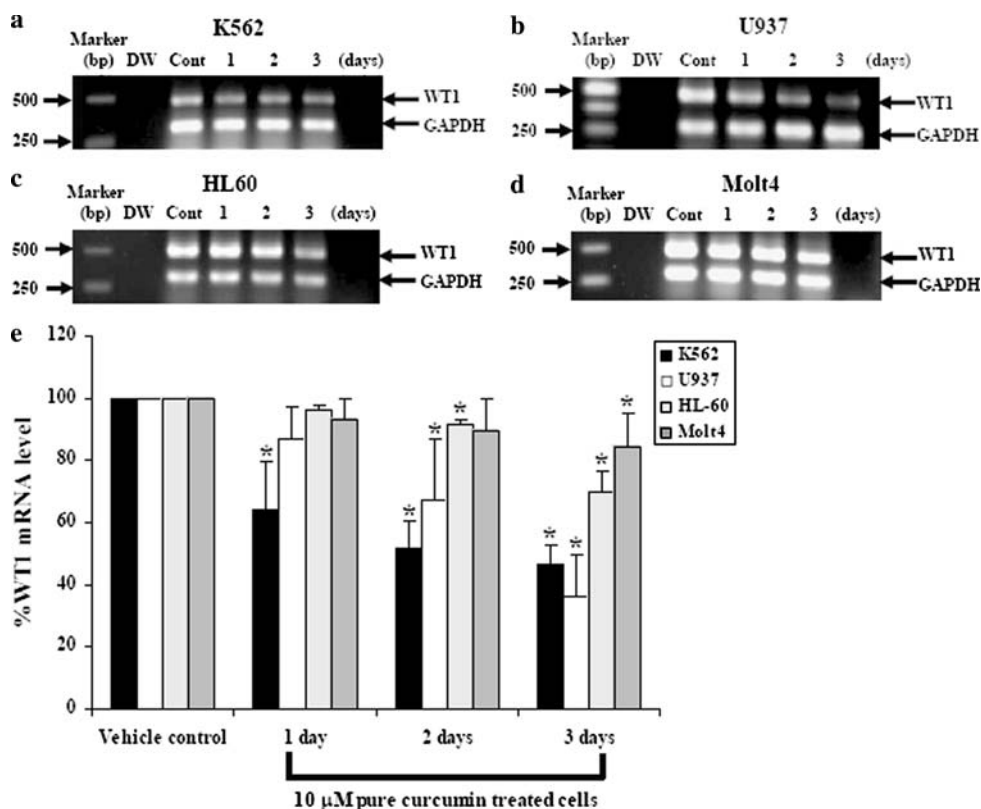 a
K562
Marker
(bp) DW Cont 1 2 3 (days)
500
250
WT1
GAPDH
b
U937
Marker
(bp) DW Cont 1 2 3 (days)
500
250
WT1
GAPDH
c
HL60
Marker
(bp) DW Cont 1 2 3 (days)
500
250
WT1
GAPDH
d
Molt4
Marker
(bp) DW Cont 1 2 3 (days)
500
250
WT1
GAPDH
e
%WT1 mRNA level
120
100
80
60
40
20
0
K562
U937
HL-60
Molt4
* 
* * *
* * * *
Vehicle control 1 day 2 days 3 days
10 µM pure curcumin treated cells